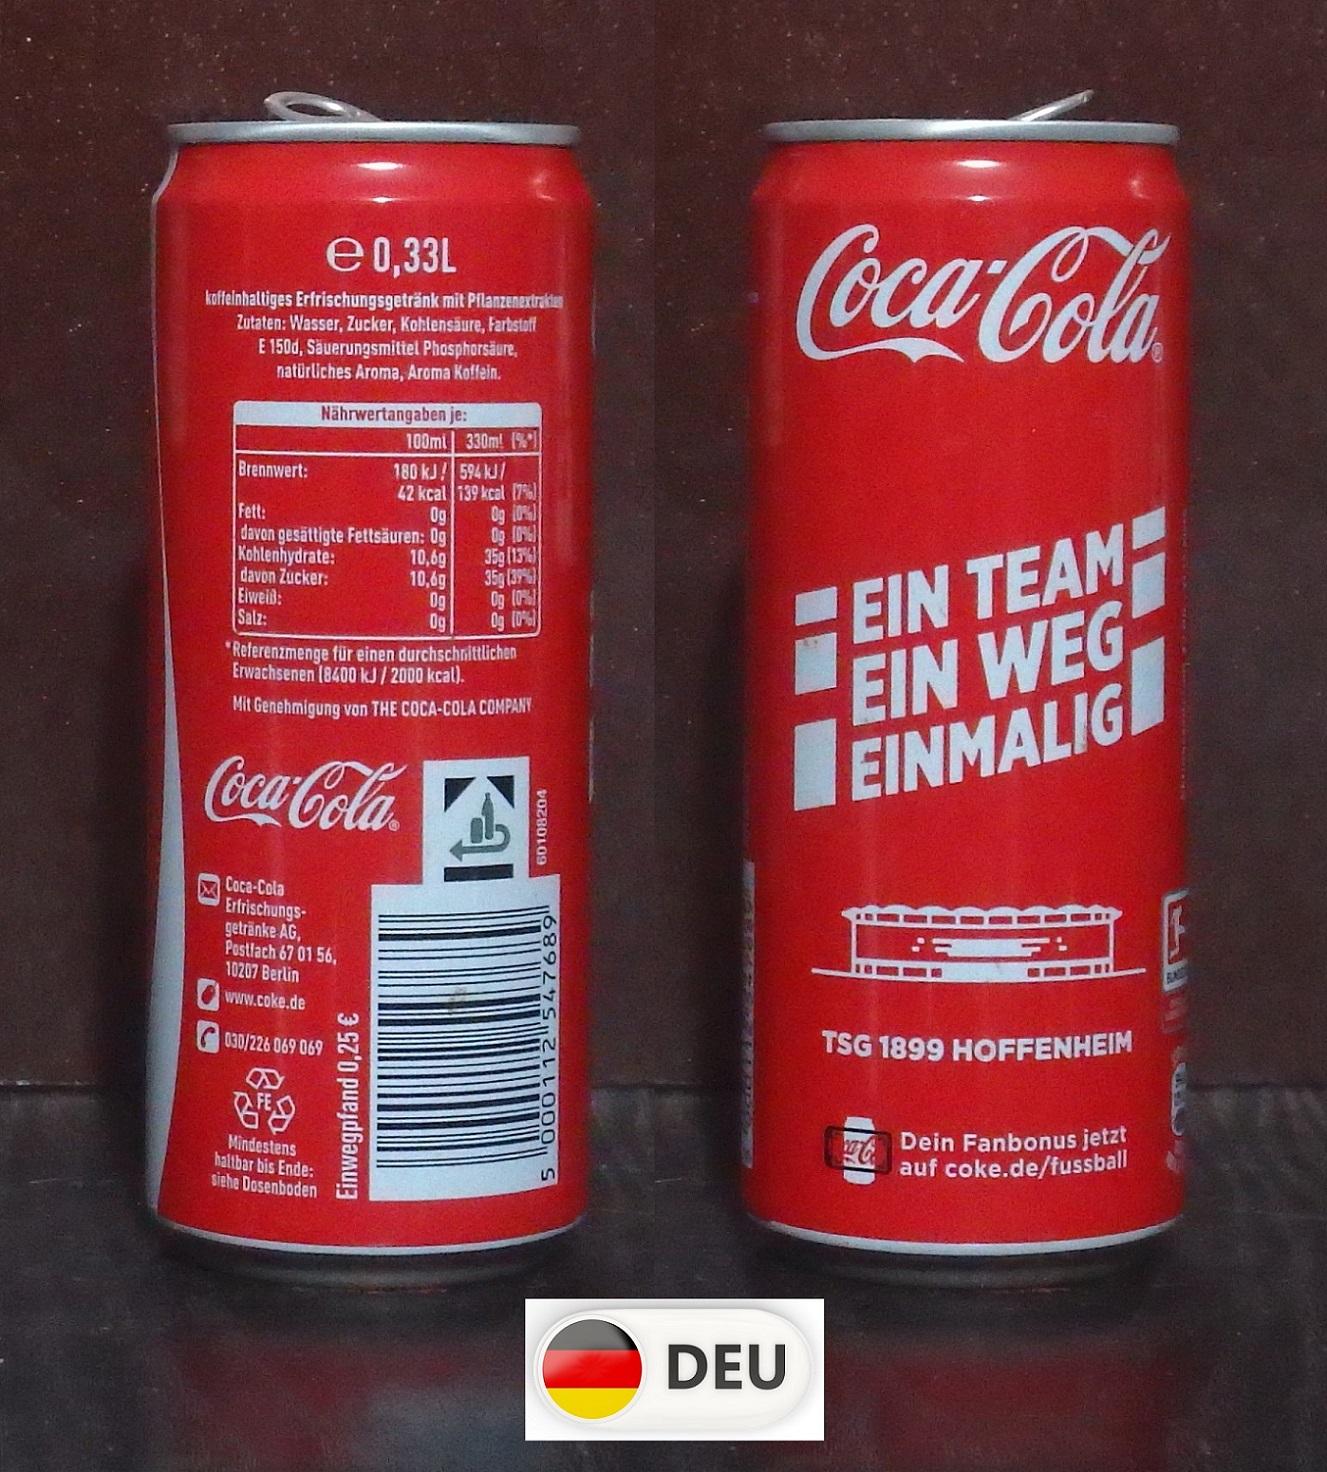 ℮ 0,33L
koffeinhaltiges Erfrischungsgetränk mit Pflanzenextrakten
Zutaten: Wasser, Zucker, Kohlensäure, Farbstoff
E 150d, Säuerungsmittel Phosphorsäure,
natürliches Aroma, Aroma Koffein.
Nährwertangaben je:
100ml 330ml (%*)
Brennwert: 180 kJ / 594 kJ /
42 kcal 139 kcal (7%)
Fett: 0g 0g (0%)
davon gesättigte Fettsäuren: 0g 0g (0%)
Kohlenhydrate: 10,6g 35g (13%)
davon Zucker: 10,6g 35g (39%)
Eiweiß: 0g 0g (0%)
Salz: 0g 0g (0%)
*Referenzmenge für einen durchschnittlichen
Erwachsenen (8400 kJ / 2000 kcal).
Mit Genehmigung von THE COCA-COLA COMPANY
Coca-Cola®
60108204
Coca-Cola
Erfrischungs-
getränke AG,
Postfach 67 01 56,
10207 Berlin
www.coke.de
030/226 069 069
FE
Mindestens
haltbar bis Ende:
siehe Dosenboden
Einwegpfand 0,25 €
5 000112 547689
Coca-Cola®
EIN TEAM
EIN WEG
EINMALIG
TSG 1899 HOFFENHEIM
Dein Fanbonus jetzt
auf coke.de/fussball
DEU